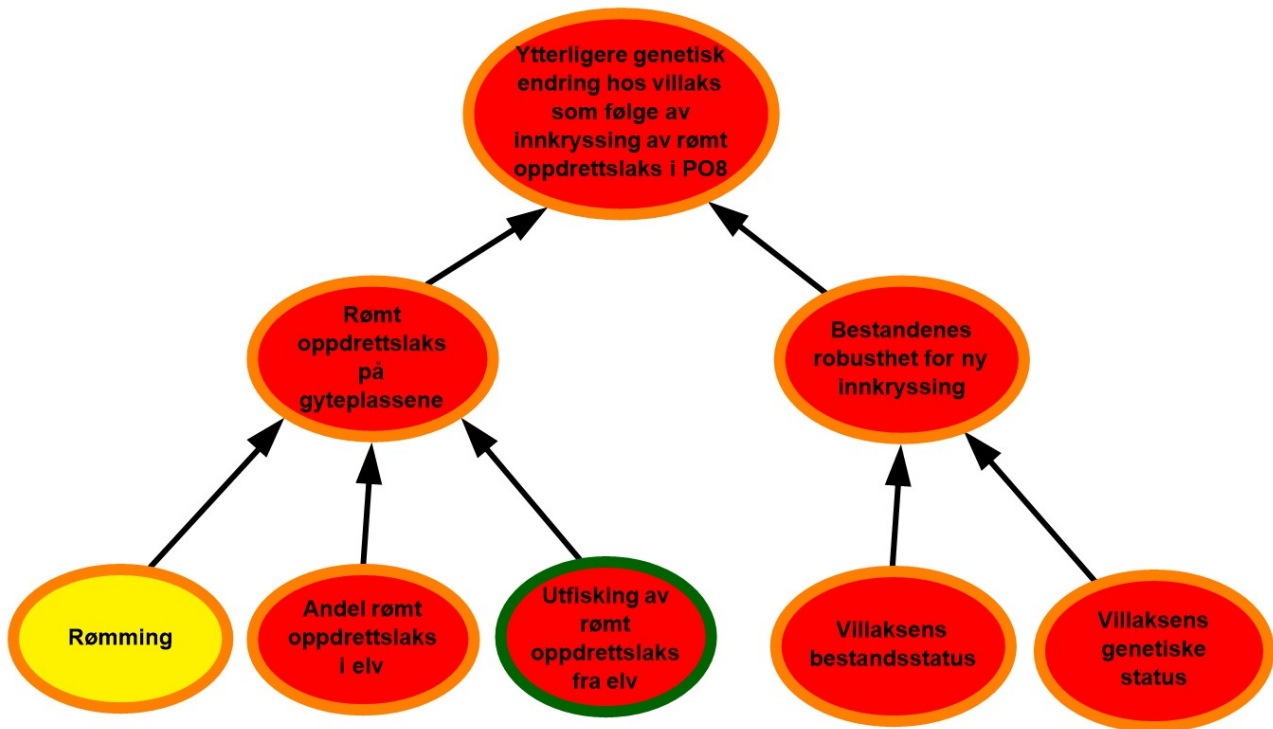 Ytterligere genetisk
endring hos villaks
som følge av
innkryssing av rømt
oppdrettslaks i PO8
Rømt
oppdrettslaks
på
gyteplassene
Bestandenes
robusthet for ny
innkryssing
Rømming
Andel rømt
oppdrettslaks
i elv
Utfisking av
rømt
oppdrettslaks
fra elv
Villaksens
bestandsstatus
Villaksens
genetiske
status